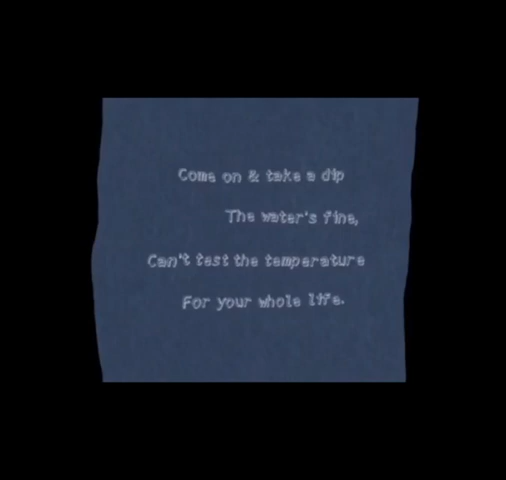 Come on & take a dip
The water's fine,
Can't test the temperature
For your whole life.